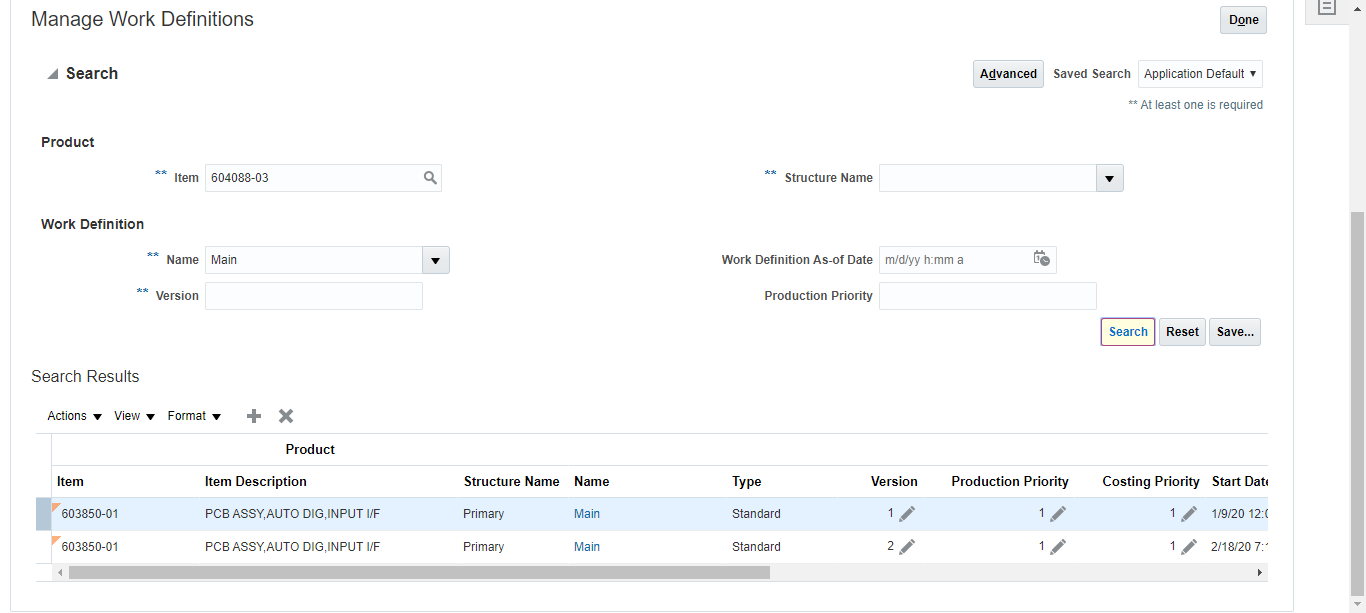 Manage Work Definitions
Done
Search
Advanced Saved Search Application Default
** At least one is required
Product
** Item 604088-03 ** Structure Name
Work Definition
** Name Main Work Definition As-of Date m/d/yy h:mm a
** Version Production Priority
Search Reset Save...
Search Results
Actions View Format
Product
Item Item Description Structure Name Name Type Version Production Priority Costing Priority Start Date
603850-01 PCB ASSY,AUTO DIG,INPUT I/F Primary Main Standard 1 1 1 1/9/20 12:0
603850-01 PCB ASSY,AUTO DIG,INPUT I/F Primary Main Standard 2 1 1 2/18/20 7:1